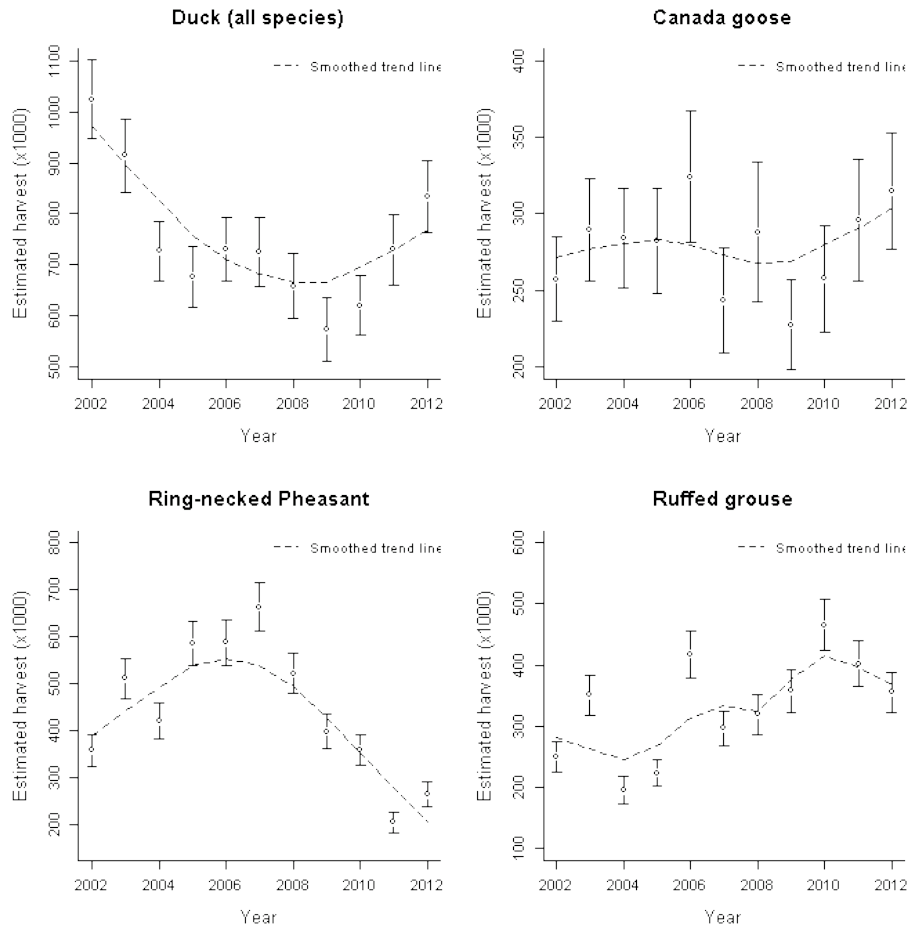 Duck (all species)
Smoothed trend line
Estimated harvest (x1000)
1100
1000
900
800
700
600
500
2002 2004 2006 2008 2010 2012
Year
Canada goose
Smoothed trend line
Estimated harvest (x1000)
400
350
300
250
200
2002 2004 2006 2008 2010 2012
Year
Ring-necked Pheasant
Smoothed trend line
Estimated harvest (x1000)
800
700
600
500
400
300
200
2002 2004 2006 2008 2010 2012
Year
Ruffed grouse
Smoothed trend line
Estimated harvest (x1000)
600
500
400
300
200
100
2002 2004 2006 2008 2010 2012
Year